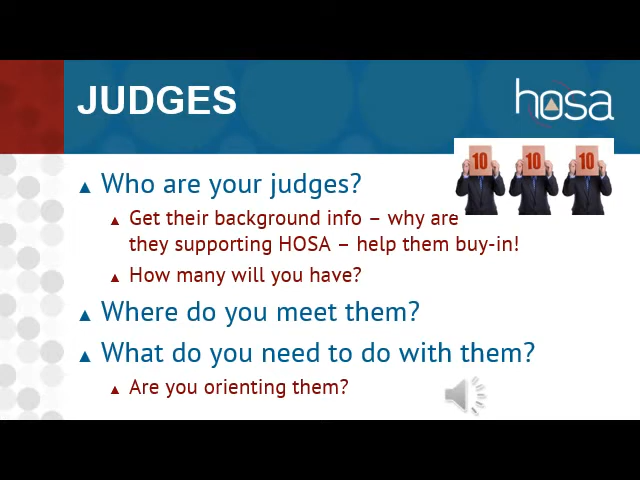 JUDGES
hosa
10 10 10
Who are your judges?
Get their background info – why are
they supporting HOSA – help them buy-in!
How many will you have?
Where do you meet them?
What do you need to do with them?
Are you orienting them?